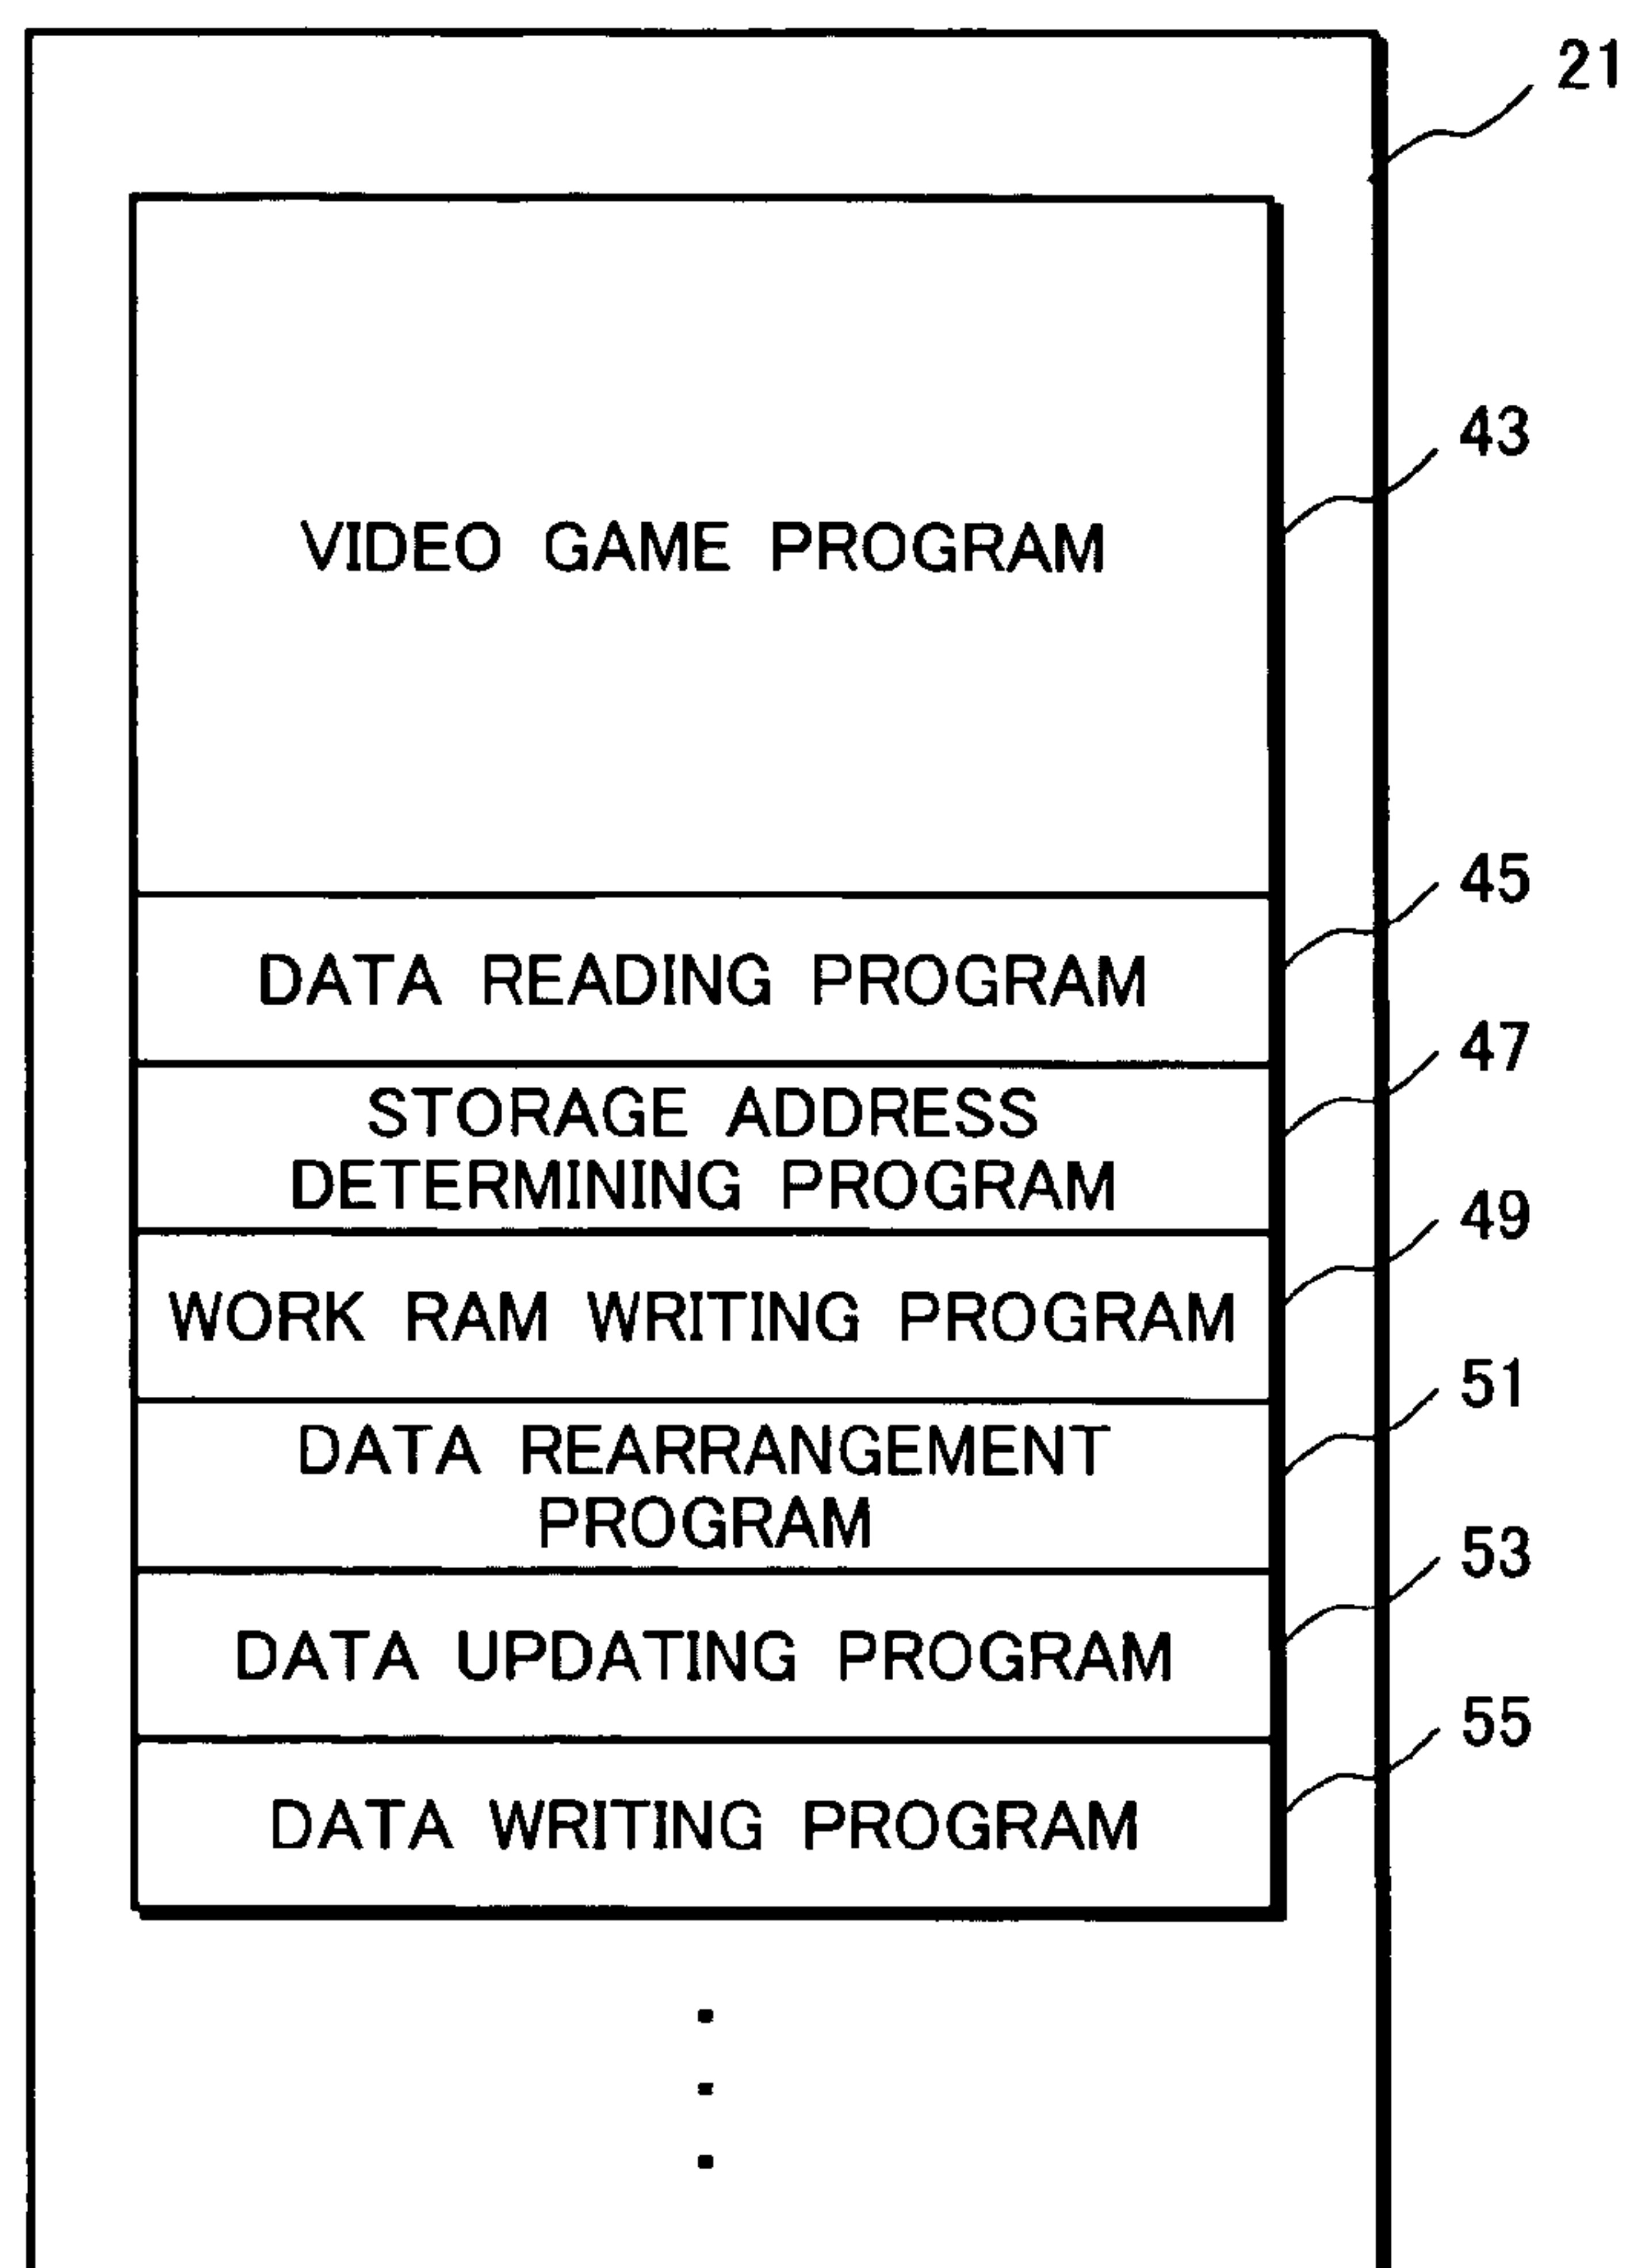 21
43
VIDEO GAME PROGRAM
45
DATA READING PROGRAM
47
STORAGE ADDRESS
DETERMINING PROGRAM
49
WORK RAM WRITING PROGRAM
51
DATA REARRANGEMENT
PROGRAM
53
DATA UPDATING PROGRAM
55
DATA WRITING PROGRAM